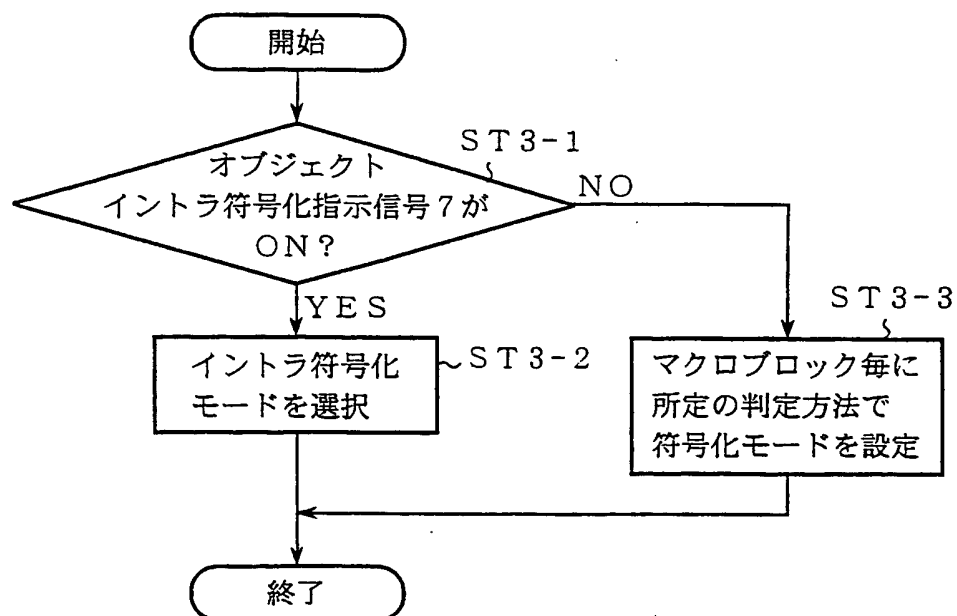 開始
ST3-1
オブジェクト
イントラ符号化指示信号7が
ON?
NO
YES
イントラ符号化
モードを選択
ST3-2
ST3-3
マクロブロック毎に
所定の判定方法で
符号化モードを設定
終了